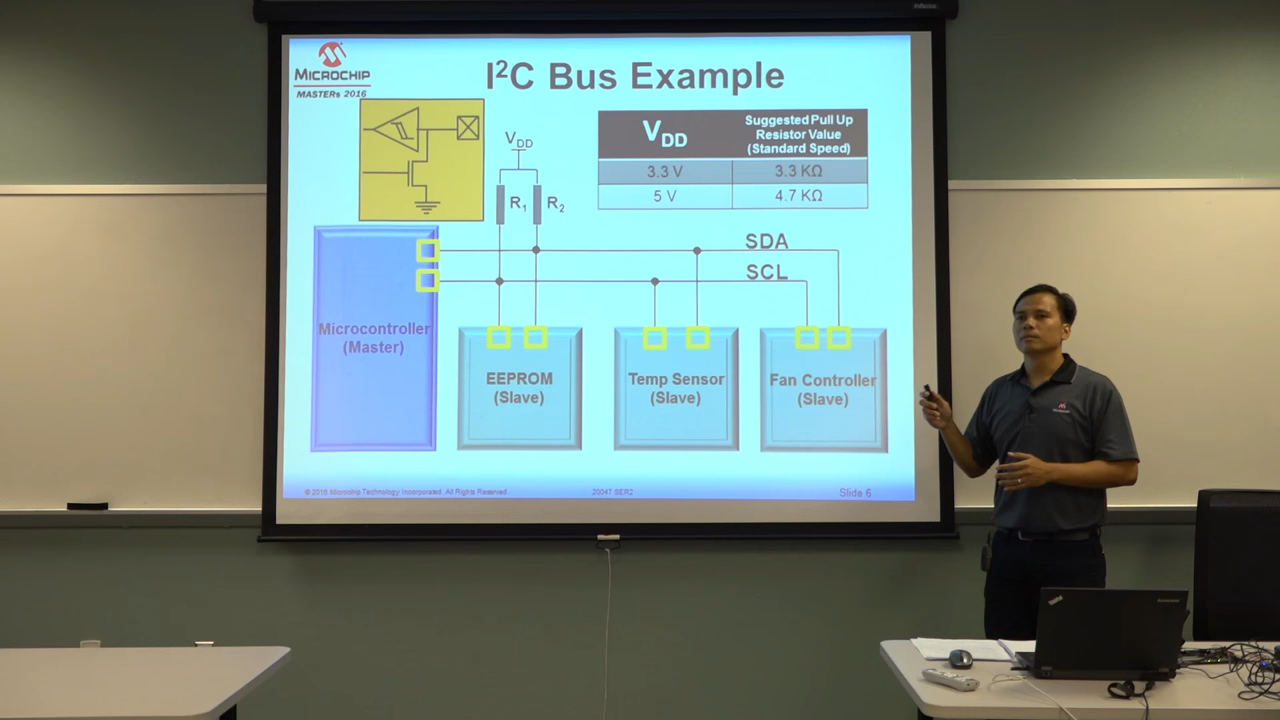 MICROCHIP
MASTERs 2016
I²C Bus Example
VDD
Suggested Pull Up
Resistor Value
(Standard Speed)
3.3 V
3.3 KΩ
5 V
4.7 KΩ
VDD
R1
R2
SDA
SCL
Microcontroller
(Master)
EEPROM
(Slave)
Temp Sensor
(Slave)
Fan Controller
(Slave)
© 2016 Microchip Technology Incorporated. All Rights Reserved.
20047 SER2
Slide 6